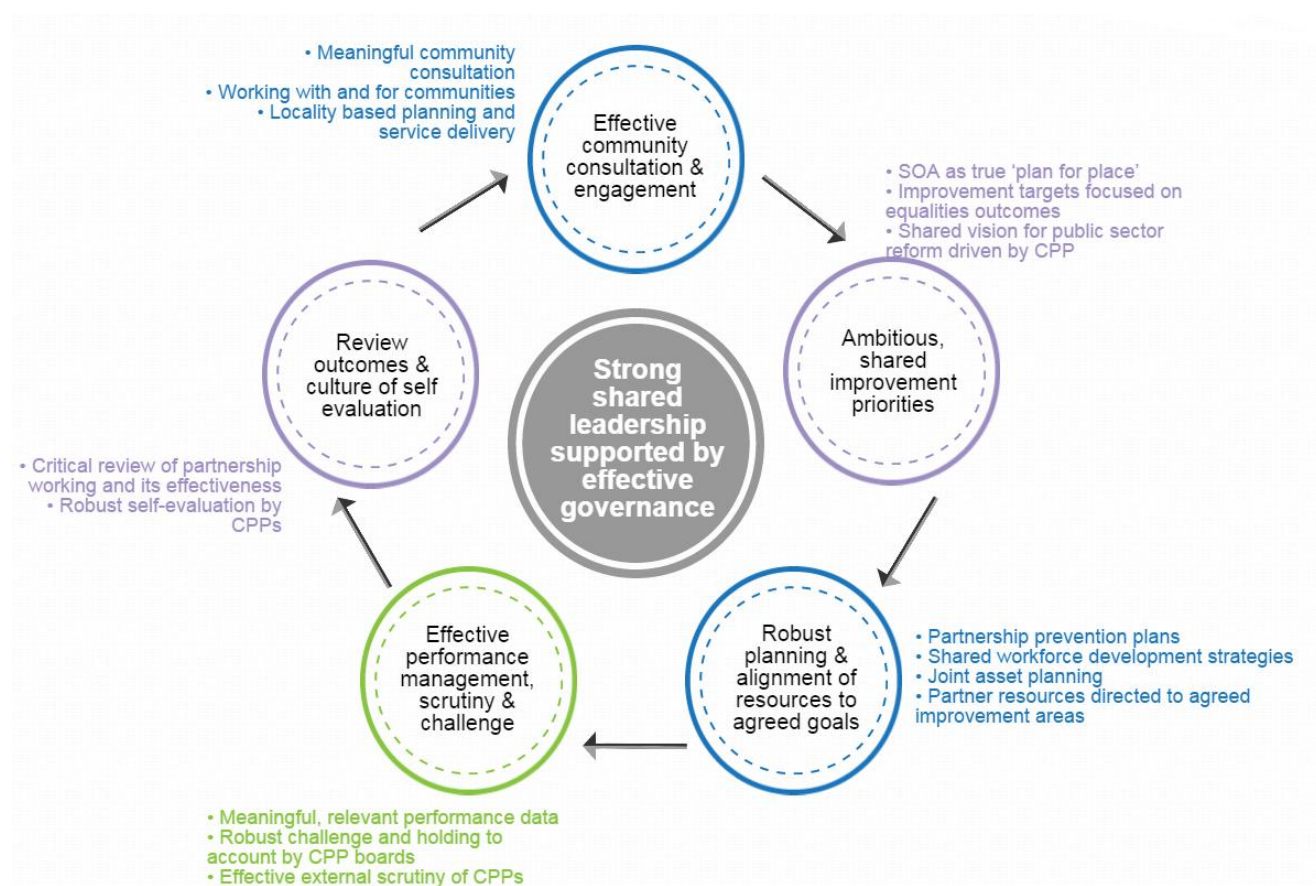 • Meaningful community
consultation
• Working with and for communities
• Locality based planning and
service delivery
Effective
community
consultation &
engagement
• SOA as true ‘plan for place’
• Improvement targets focused on
equalities outcomes
• Shared vision for public sector
reform driven by CPP
Ambitious,
shared
improvement
priorities
Robust
planning &
alignment of
resources to
agreed goals
• Partnership prevention plans
• Shared workforce development strategies
• Joint asset planning
• Partner resources directed to agreed
improvement areas
Effective
performance
management,
scrutiny &
challenge
• Meaningful, relevant performance data
• Robust challenge and holding to
account by CPP boards
• Effective external scrutiny of CPPs
Review
outcomes &
culture of self
evaluation
• Critical review of partnership
working and its effectiveness
• Robust self-evaluation by
CPPs
Strong
shared
leadership
supported by
effective
governance